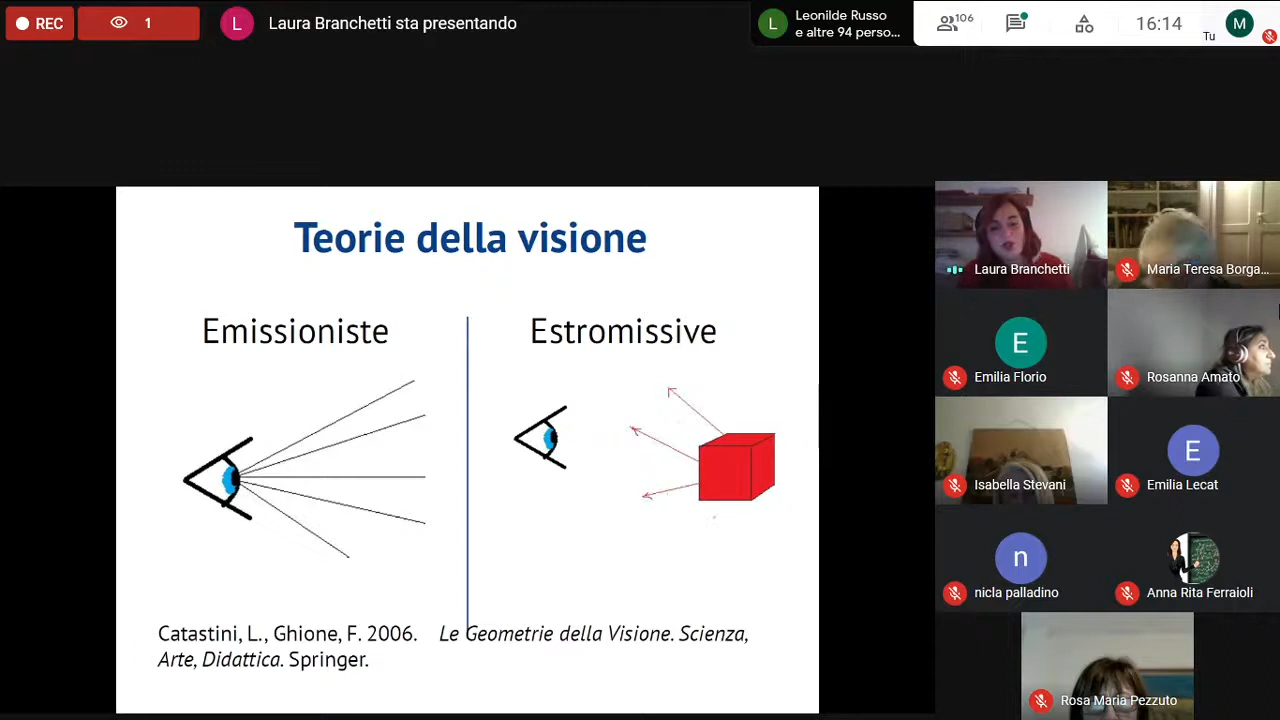 REC
1
L
Laura Branchetti sta presentando
L
Leonilde Russo
e altre 94 perso...
106
16:14
Tu
M
Teorie della visione
Emissioniste
Estromissive
Catastini, L., Ghione, F. 2006. Le Geometrie della Visione. Scienza,
Arte, Didattica. Springer.
Laura Branchetti
Maria Teresa Borga...
E
Emilia Florio
Rosanna Amato
Isabella Stevani
E
Emilia Lecat
n
nicla palladino
Anna Rita Ferraioli
Rosa Maria Pezzuto